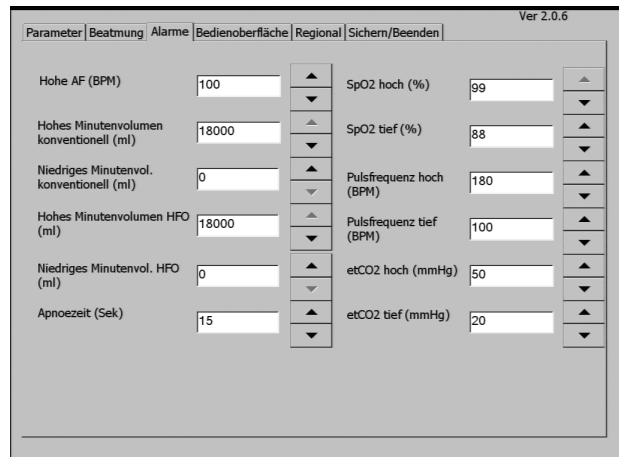 Ver 2.0.6
Parameter Beatmung Alarme Bedienoberfläche Regional Sichern/Beenden
Hohe AF (BPM) 100
Hohes Minutenvolumen
konventionell (ml) 18000
Niedriges Minutenvol.
konventionell (ml) 0
Hohes Minutenvolumen HFO
(ml) 18000
Niedriges Minutenvol. HFO
(ml) 0
Apnoezeit (Sek) 15
SpO2 hoch (%) 99
SpO2 tief (%) 88
Pulsfrequenz hoch
(BPM) 180
Pulsfrequenz tief
(BPM) 100
etCO2 hoch (mmHg) 50
etCO2 tief (mmHg) 20